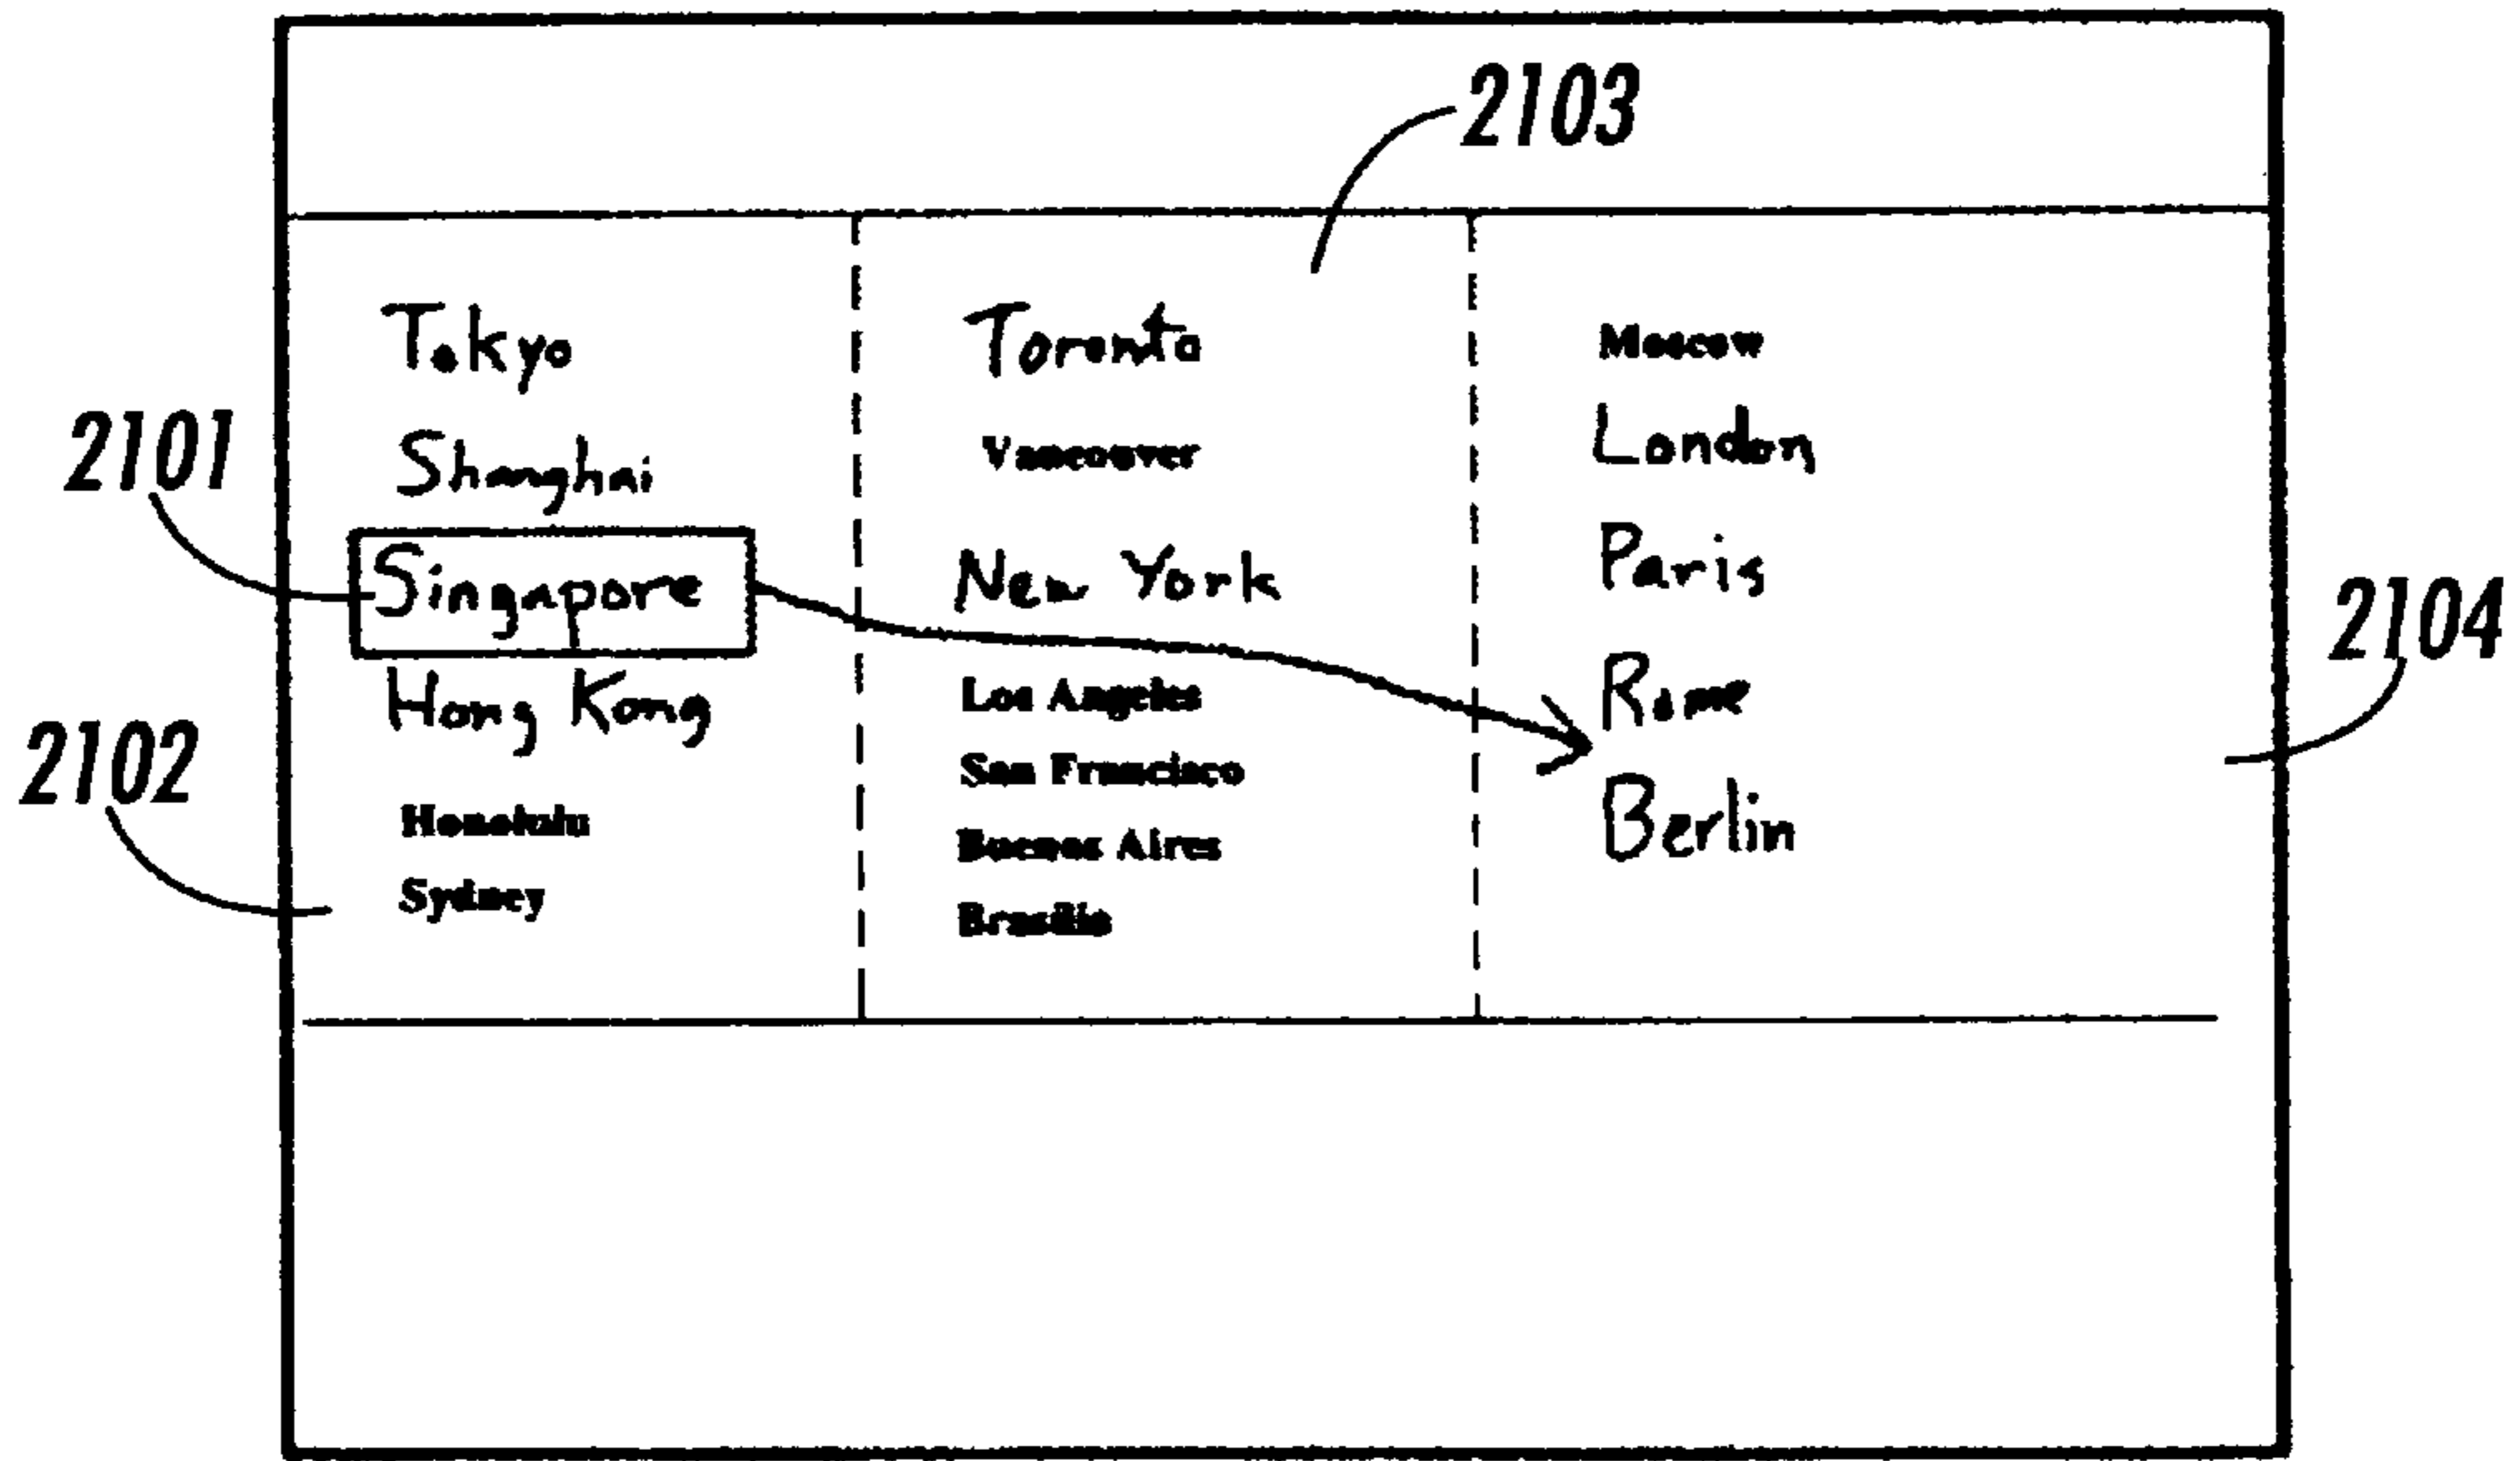 2103
Tokyo
Shanghai
2101
Singapore
Hong Kong
2102
Honolulu
Sydney
Toronto
Vancouver
New York
Los Angeles
San Francisco
Buenos Aires
Brasilia
Moscow
London
Paris
Rome
Berlin
2104